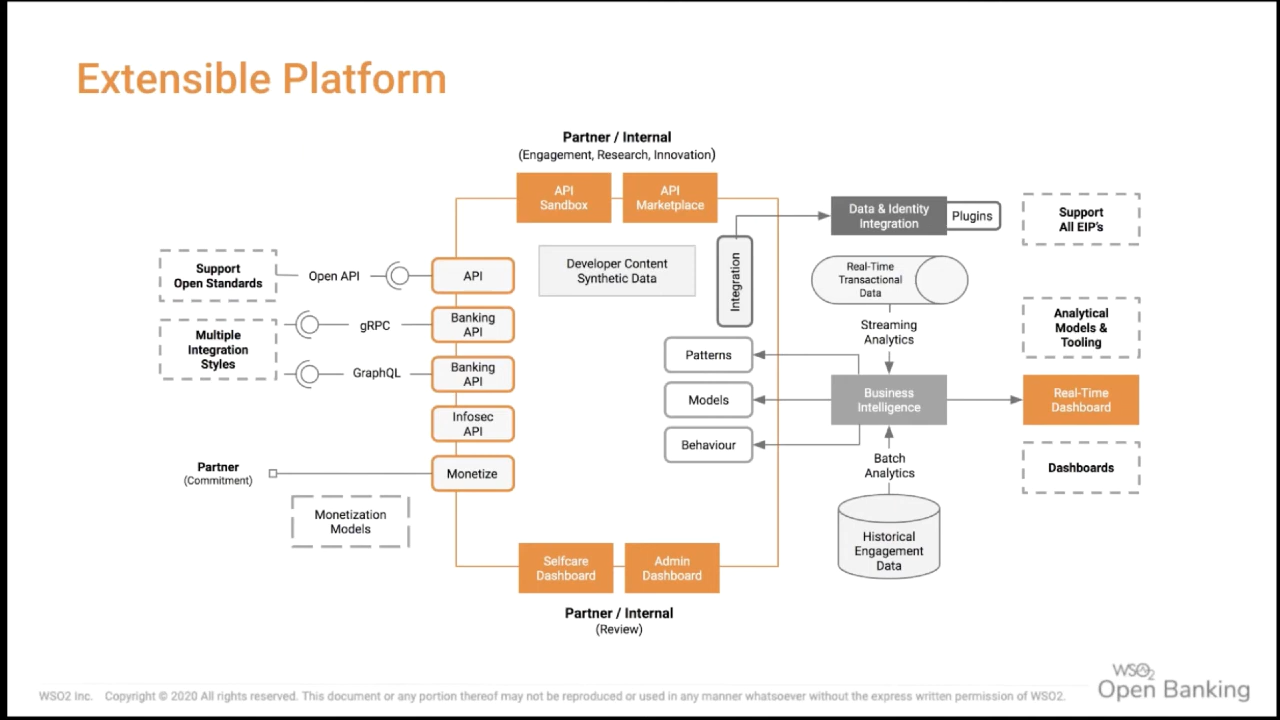 Extensible Platform
Partner / Internal
(Engagement, Research, Innovation)
API
Sandbox
API
Marketplace
Data & Identity
Integration
Plugins
Support
All EIP's
Support
Open Standards
Open API
API
Developer Content
Synthetic Data
Integration
Real-Time
Transactional
Data
Multiple
Integration
Styles
gRPC
Banking
API
Streaming
Analytics
Analytical
Models &
Tooling
GraphQL
Banking
API
Patterns
Models
Behaviour
Business
Intelligence
Real-Time
Dashboard
Infosec
API
Partner
(Commitment)
Monetize
Batch
Analytics
Dashboards
Monetization
Models
Historical
Engagement
Data
Selfcare
Dashboard
Admin
Dashboard
Partner / Internal
(Review)
WSO2 Inc. Copyright © 2020 All rights reserved. This document or any portion thereof may not be reproduced or used in any manner whatsoever without the express written permission of WSO2.
WSO2
Open Banking